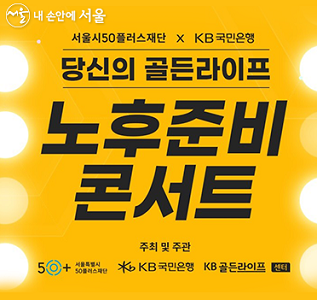 서울 내 손안에 서울
서울시50플러스재단 x KB국민은행
당신의 골든라이프
노후준비
콘서트
주최 및 주관
50+ 서울특별시 50플러스재단 KB국민은행 KB골든라이프 센터